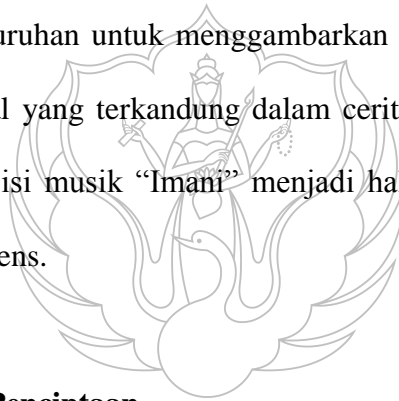 uruhan untuk menggambarkan
l yang terkandung dalam cerit
isi musik “Imani” menjadi ha
ens.
Penciptaan